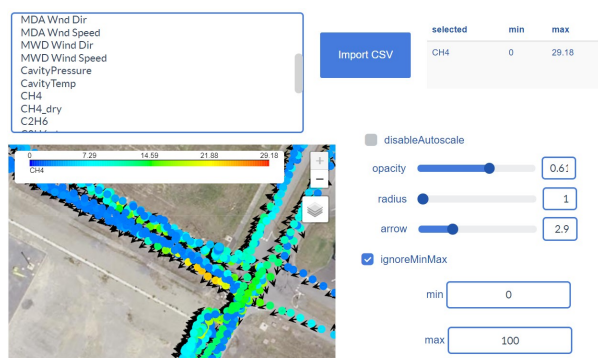 MDA Wnd Dir
MDA Wnd Speed
MWD Wind Dir
MWD Wind Speed
CavityPressure
CavityTemp
CH4
CH4_dry
C2H6
Import CSV
selected min max
CH4 0 29.18
disableAutoscale
opacity 0.61
radius 1
arrow 2.9
ignoreMinMax
min 0
max 100
0 7.29 14.59 21.88 29.18
CH4
+
−